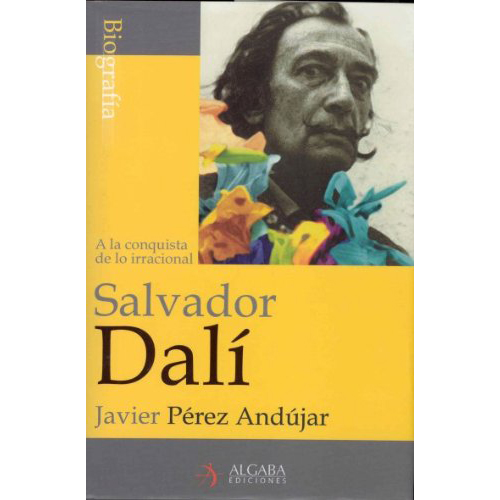 Biografía
A la conquista
de lo irracional
Salvador
Dalí
Javier Pérez Andújar
ALGABA
EDICIONES